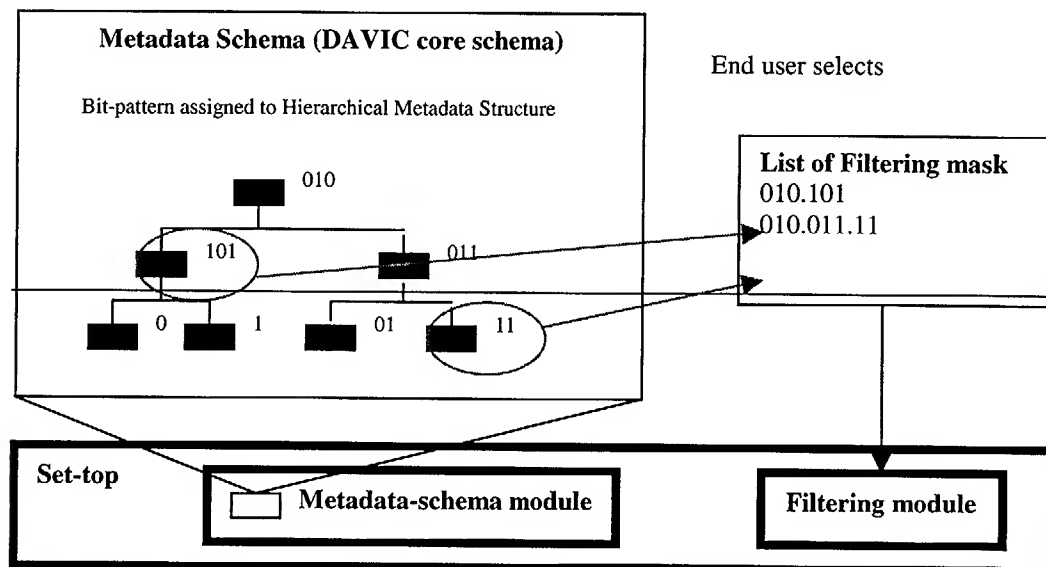 Metadata Schema (DAVIC core schema)
Bit-pattern assigned to Hierarchical Metadata Structure
010
101
011
0
1
01
11
End user selects
List of Filtering mask
010.101
010.011.11
Set-top
Metadata-schema module
Filtering module